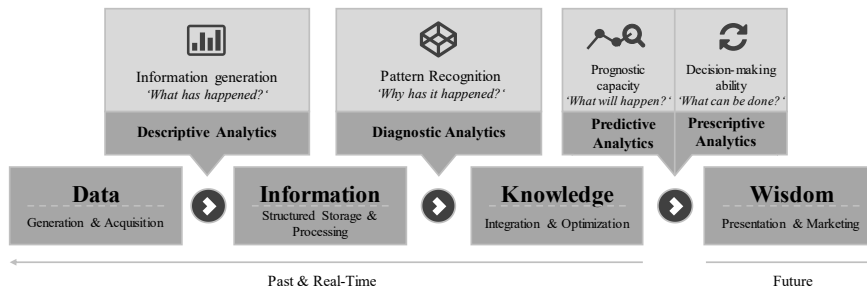 Information generation
‘What has happened?‘
Descriptive Analytics
Pattern Recognition
‘Why has it happened?‘
Diagnostic Analytics
Prognostic
capacity
‘What will happen?‘
Predictive
Analytics
Decision-making
ability
‘What can be done?‘
Prescriptive
Analytics
Data
Generation & Acquisition
Information
Structured Storage &
Processing
Knowledge
Integration & Optimization
Wisdom
Presentation & Marketing
Past & Real-Time
Future